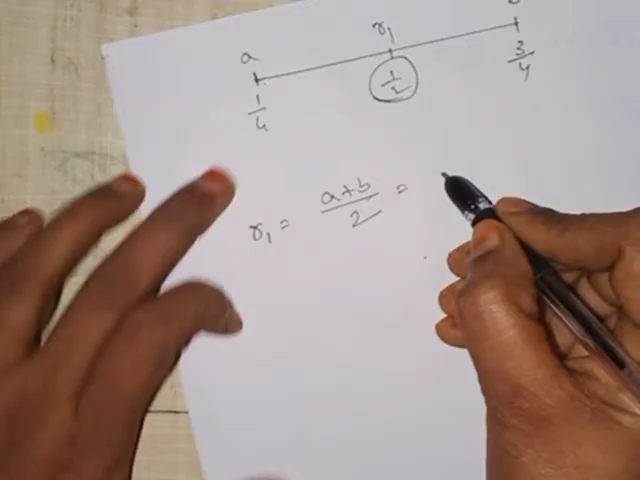 a r₁
1/4 1/2 3/4
r₁ = a+b/2 =